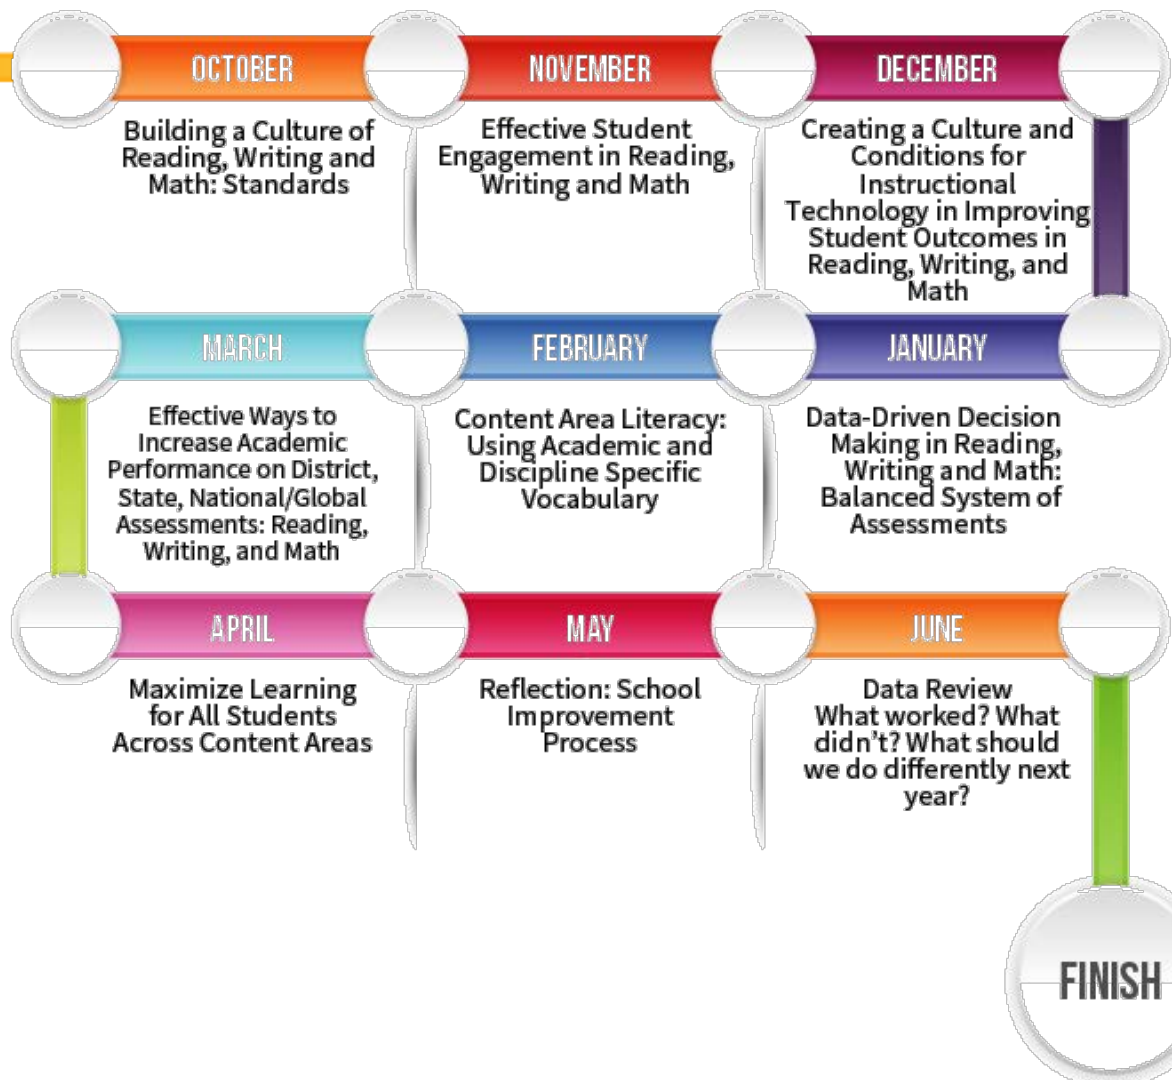 OCTOBER
Building a Culture of
Reading, Writing and
Math: Standards
NOVEMBER
Effective Student
Engagement in Reading,
Writing and Math
DECEMBER
Creating a Culture and
Conditions for
Instructional
Technology in Improving
Student Outcomes in
Reading, Writing, and
Math
MARCH
Effective Ways to
Increase Academic
Performance on District,
State, National/Global
Assessments: Reading,
Writing, and Math
FEBRUARY
Content Area Literacy:
Using Academic and
Discipline Specific
Vocabulary
JANUARY
Data-Driven Decision
Making in Reading,
Writing and Math:
Balanced System of
Assessments
APRIL
Maximize Learning
for All Students
Across Content Areas
MAY
Reflection: School
Improvement
Process
JUNE
Data Review
What worked? What
didn't? What should
we do differently next
year?
FINISH